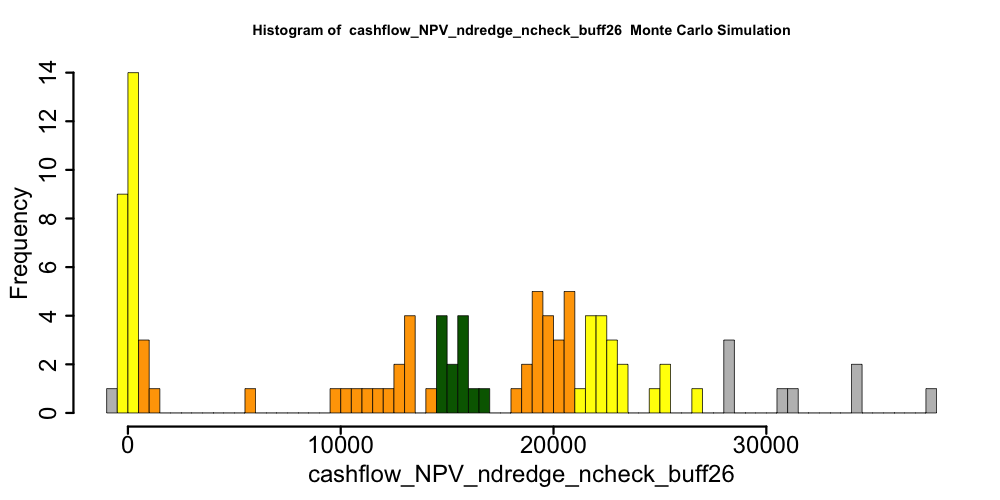 Histogram of  cashflow_NPV_ndredge_ncheck_buff26  Monte Carlo Simulation
Frequency
14
12
10
8
6
4
2
0
0 10000 20000 30000
cashflow_NPV_ndredge_ncheck_buff26